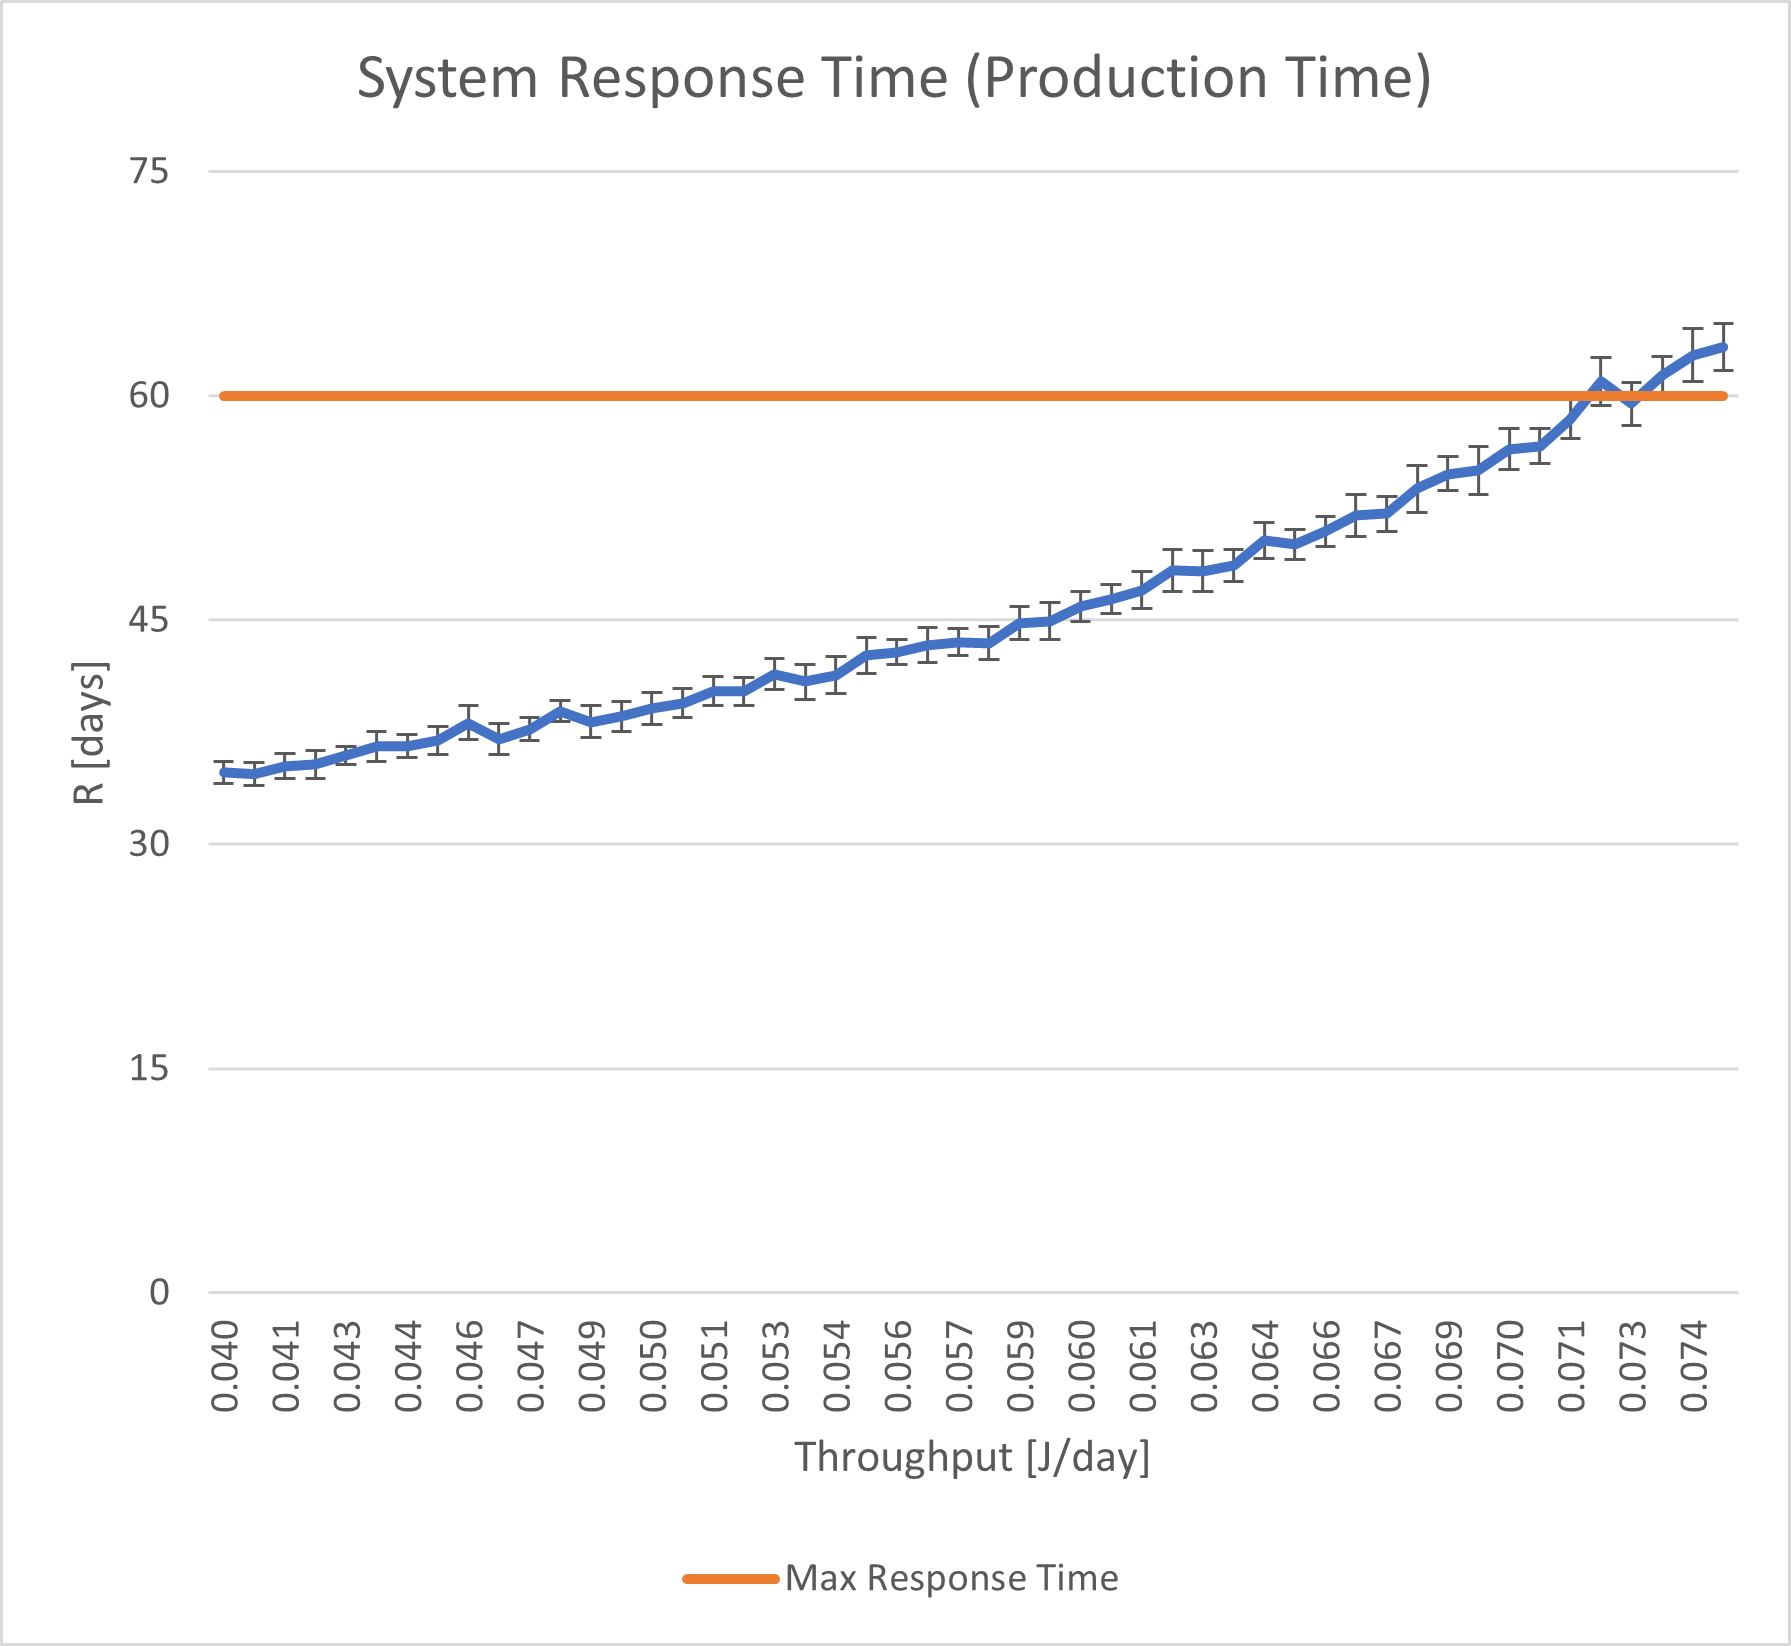 System Response Time (Production Time)
75
60
45
30
15
0
R [days]
0.040 0.041 0.043 0.044 0.046 0.047 0.049 0.050 0.051 0.053 0.054 0.056 0.057 0.059 0.060 0.061 0.063 0.064 0.066 0.067 0.069 0.070 0.071 0.073 0.074
Throughput [J/day]
Max Response Time